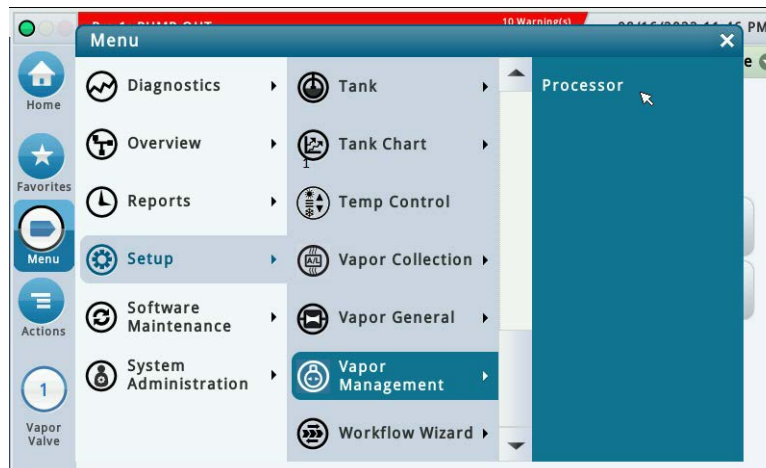 10 Warning(s)
PM
Menu
Home
Favorites
Menu
Actions
1
Vapor
Valve
Diagnostics
Overview
Reports
Setup
Software
Maintenance
System
Administration
Tank
Tank Chart
1
Temp Control
A/L
Vapor Collection
Vapor General
Vapor
Management
Workflow Wizard
Processor
e